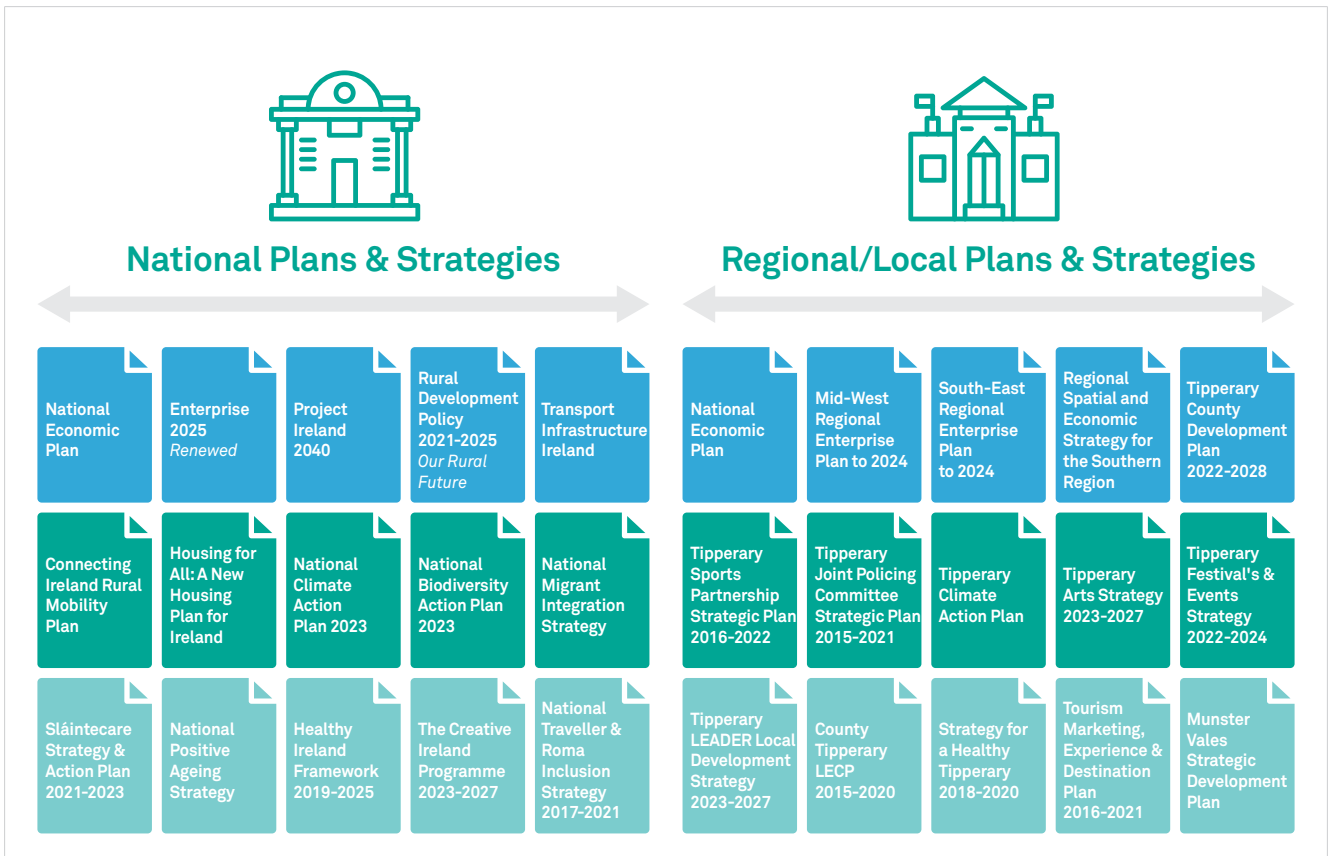 National Plans & Strategies
National
Economic
Plan
Enterprise
2025
Renewed
Project
Ireland
2040
Rural
Development
Policy
2021-2025
Our Rural
Future
Transport
Infrastructure
Ireland
Connecting
Ireland Rural
Mobility
Plan
Housing for
All: A New
Housing
Plan for
Ireland
National
Climate
Action
Plan 2023
National
Biodiversity
Action Plan
2023
National
Migrant
Integration
Strategy
Sláintecare
Strategy &
Action Plan
2021-2023
National
Positive
Ageing
Strategy
Healthy
Ireland
Framework
2019-2025
The Creative
Ireland
Programme
2023-2027
National
Traveller &
Roma
Inclusion
Strategy
2017-2021
Regional/Local Plans & Strategies
National
Economic
Plan
Mid-West
Regional
Enterprise
Plan to 2024
South-East
Regional
Enterprise
Plan
to 2024
Regional
Spatial and
Economic
Strategy for
the Southern
Region
Tipperary
County
Development
Plan
2022-2028
Tipperary
Sports
Partnership
Strategic Plan
2016-2022
Tipperary
Joint Policing
Committee
Strategic Plan
2015-2021
Tipperary
Climate
Action Plan
Tipperary
Arts Strategy
2023-2027
Tipperary
Festival's &
Events
Strategy
2022-2024
Tipperary
LEADER Local
Development
Strategy
2023-2027
County
Tipperary
LECP
2015-2020
Strategy for
a Healthy
Tipperary
2018-2020
Tourism
Marketing,
Experience &
Destination
Plan
2016-2021
Munster
Vales
Strategic
Development
Plan